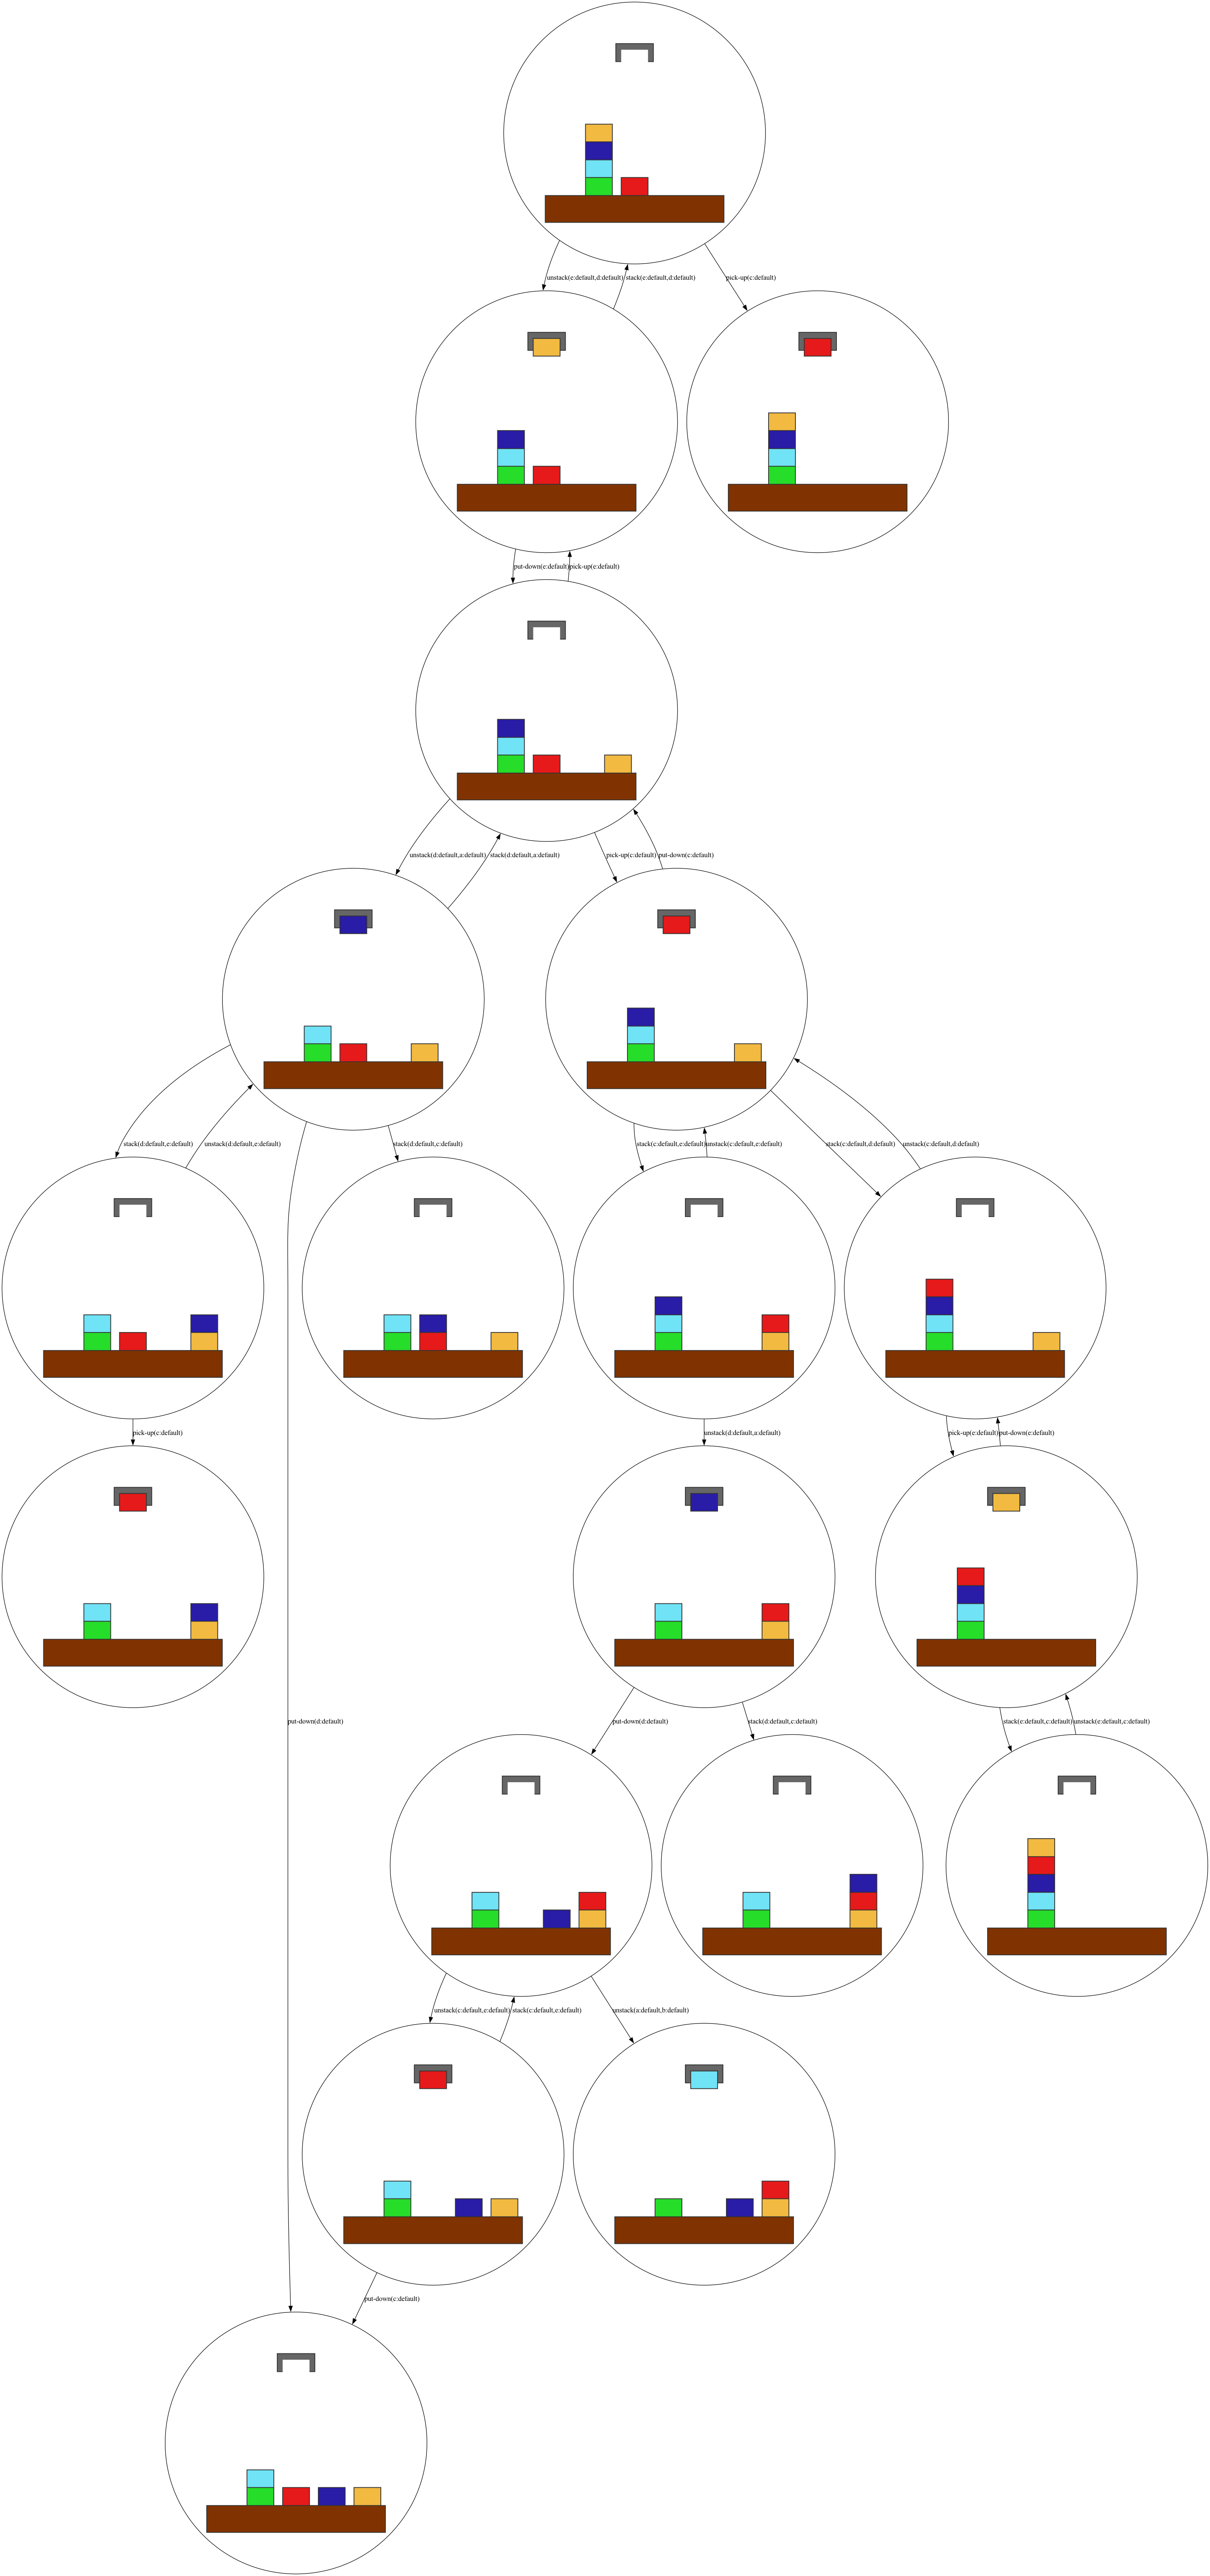 unstack(e:default,d:default)
stack(e:default,d:default)
pick-up(c:default)
put-down(e:default)
pick-up(e:default)
unstack(d:default,a:default)
stack(d:default,a:default)
pick-up(c:default)
put-down(c:default)
stack(d:default,e:default)
unstack(d:default,e:default)
stack(d:default,c:default)
stack(c:default,e:default)
unstack(c:default,e:default)
stack(c:default,d:default)
unstack(c:default,d:default)
pick-up(c:default)
unstack(d:default,a:default)
pick-up(e:default)
put-down(e:default)
put-down(d:default)
put-down(d:default)
stack(d:default,c:default)
stack(e:default,c:default)
unstack(e:default,c:default)
unstack(c:default,e:default)
stack(c:default,e:default)
unstack(a:default,b:default)
put-down(c:default)